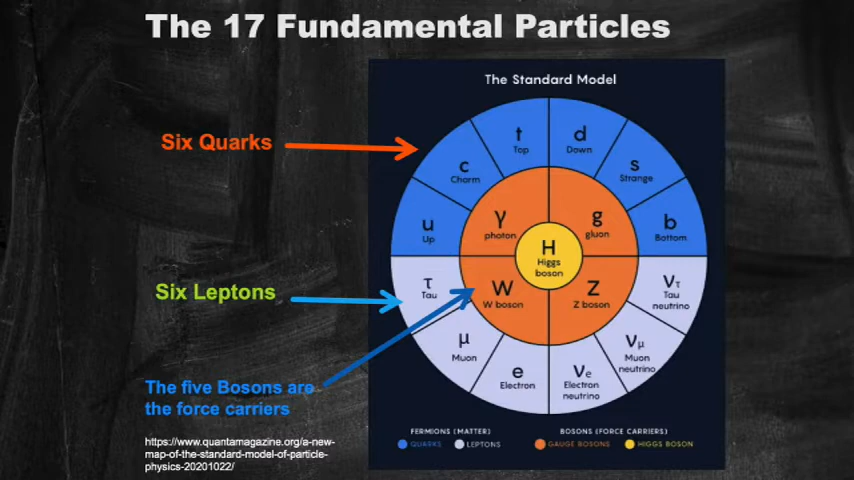 The 17 Fundamental Particles
The Standard Model
Six Quarks
t
Top
d
Down
c
Charm
s
Strange
u
Up
b
Bottom
γ
photon
g
gluon
H
Higgs
boson
Six Leptons
τ
Tau
W
W boson
Z
Z boson
ντ
Tau
neutrino
μ
Muon
νμ
Muon
neutrino
e
Electron
νe
Electron
neutrino
The five Bosons are
the force carriers
FERMIONS (MATTER)
QUARKS
LEPTONS
BOSONS (FORCE CARRIERS)
GAUGE BOSONS
HIGGS BOSON
https://www.quantamagazine.org/a-new-
map-of-the-standard-model-of-particle-
physics-20201022/